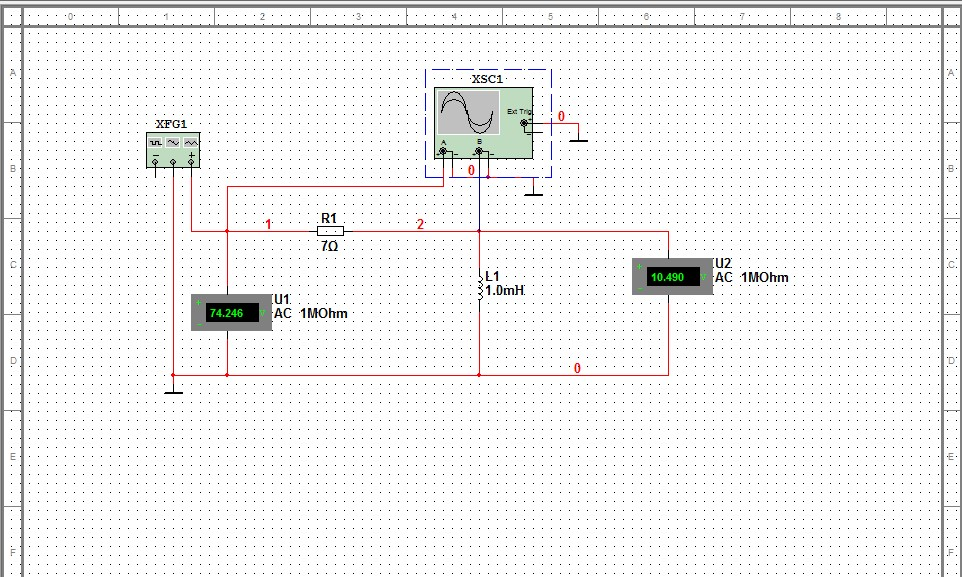 0 1 2 3 4 5 6 7 8
A A
XSC1
Ext Trig
+
0
XFG1
A B
+ - + -
- +
0
B B
1 R1 2
7Ω
C C
L1
1.0mH
U2
+ 10.490 V AC 1MOhm
-
U1
+ 74.246 V AC 1MOhm
-
D 0 D
E E
F F